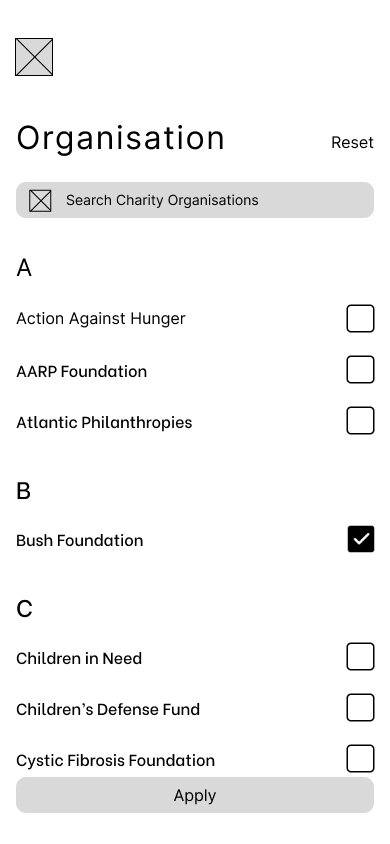 Organisation
Reset
Search Charity Organisations
A
Action Against Hunger
AARP Foundation
Atlantic Philanthropies
B
Bush Foundation
C
Children in Need
Children's Defense Fund
Cystic Fibrosis Foundation
Apply